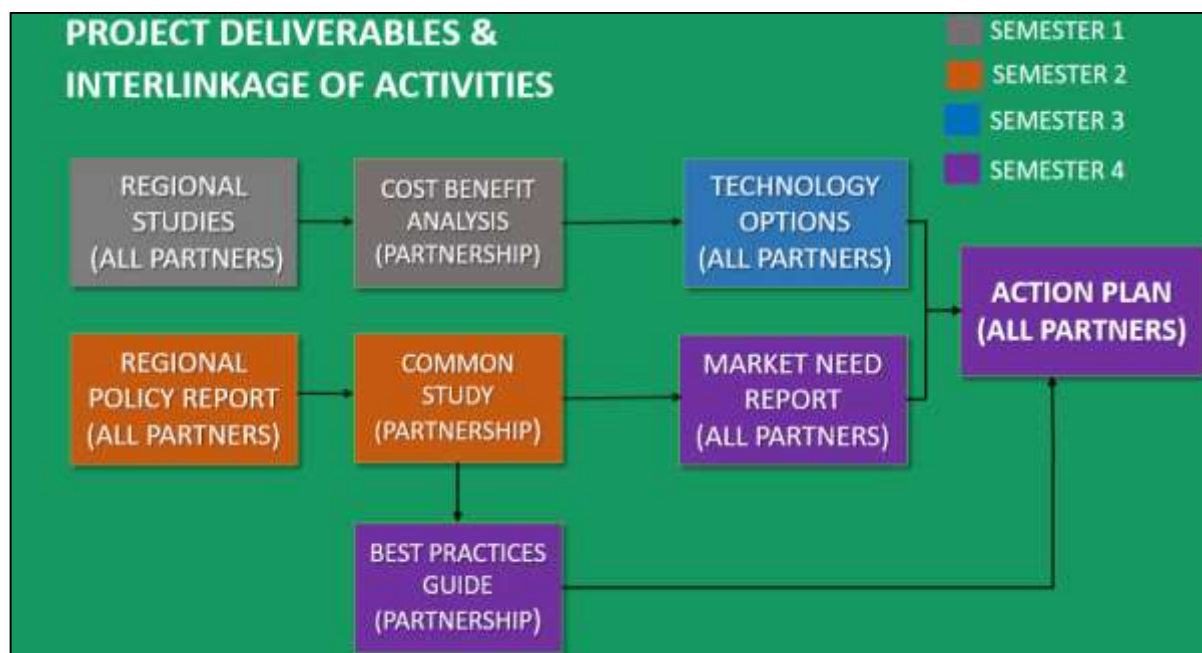 PROJECT DELIVERABLES &
INTERLINKAGE OF ACTIVITIES
SEMESTER 1
SEMESTER 2
SEMESTER 3
SEMESTER 4
REGIONAL
STUDIES
(ALL PARTNERS)
COST BENEFIT
ANALYSIS
(PARTNERSHIP)
TECHNOLOGY
OPTIONS
(ALL PARTNERS)
ACTION PLAN
(ALL PARTNERS)
REGIONAL
POLICY REPORT
(ALL PARTNERS)
COMMON
STUDY
(PARTNERSHIP)
MARKET NEED
REPORT
(ALL PARTNERS)
BEST PRACTICES
GUIDE
(PARTNERSHIP)